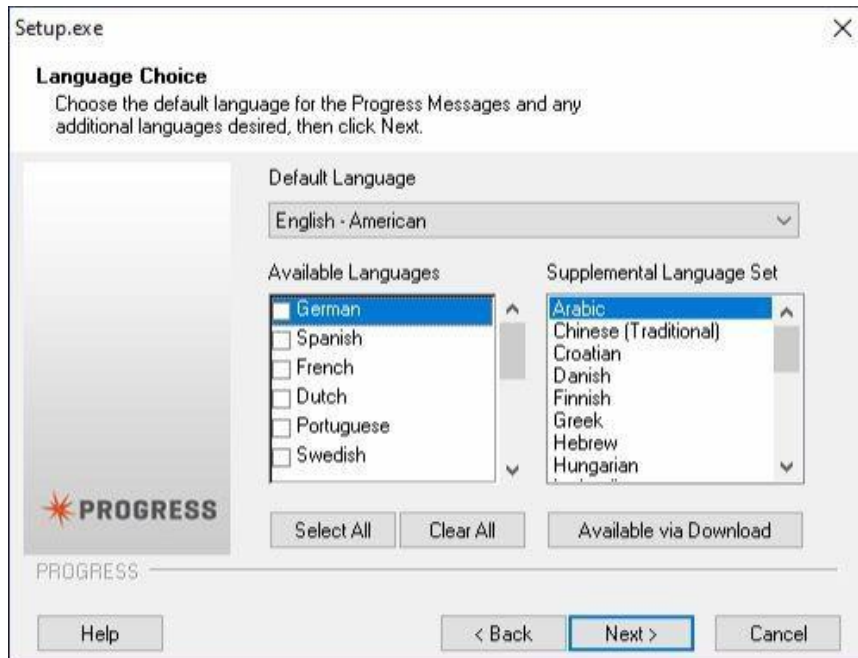 Setup.exe
Language Choice
Choose the default language for the Progress Messages and any
additional languages desired, then click Next.
Default Language
English - American
Available Languages
German
Spanish
French
Dutch
Portuguese
Swedish
Supplemental Language Set
Arabic
Chinese (Traditional)
Croatian
Danish
Finnish
Greek
Hebrew
Hungarian
PROGRESS
Select All
Clear All
Available via Download
PROGRESS
Help
< Back
Next >
Cancel